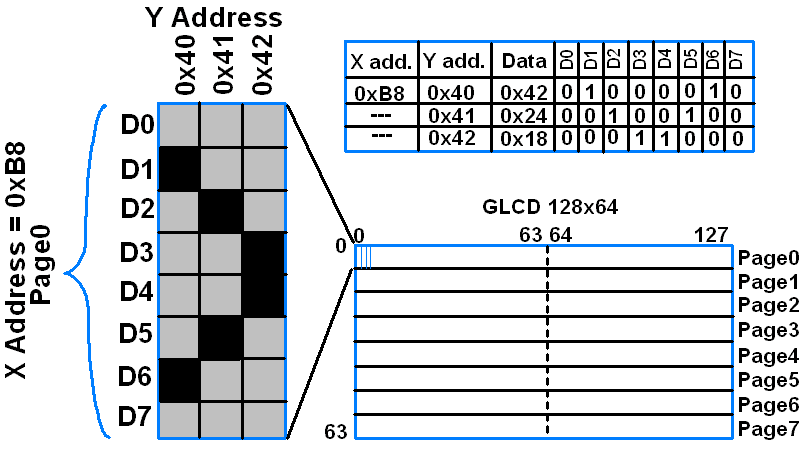 Y Address
0x40 0x41 0x42
X Address = 0xB8
Page0
D0
D1
D2
D3
D4
D5
D6
D7
X add. Y add. Data D0 D1 D2 D3 D4 D5 D6 D7
0xB8 0x40 0x42 0 1 0 0 0 0 1 0
--- 0x41 0x24 0 0 1 0 0 1 0 0
--- 0x42 0x18 0 0 0 1 1 0 0 0
GLCD 128x64
0 63 64 127
0
Page0
Page1
Page2
Page3
Page4
Page5
Page6
Page7
63